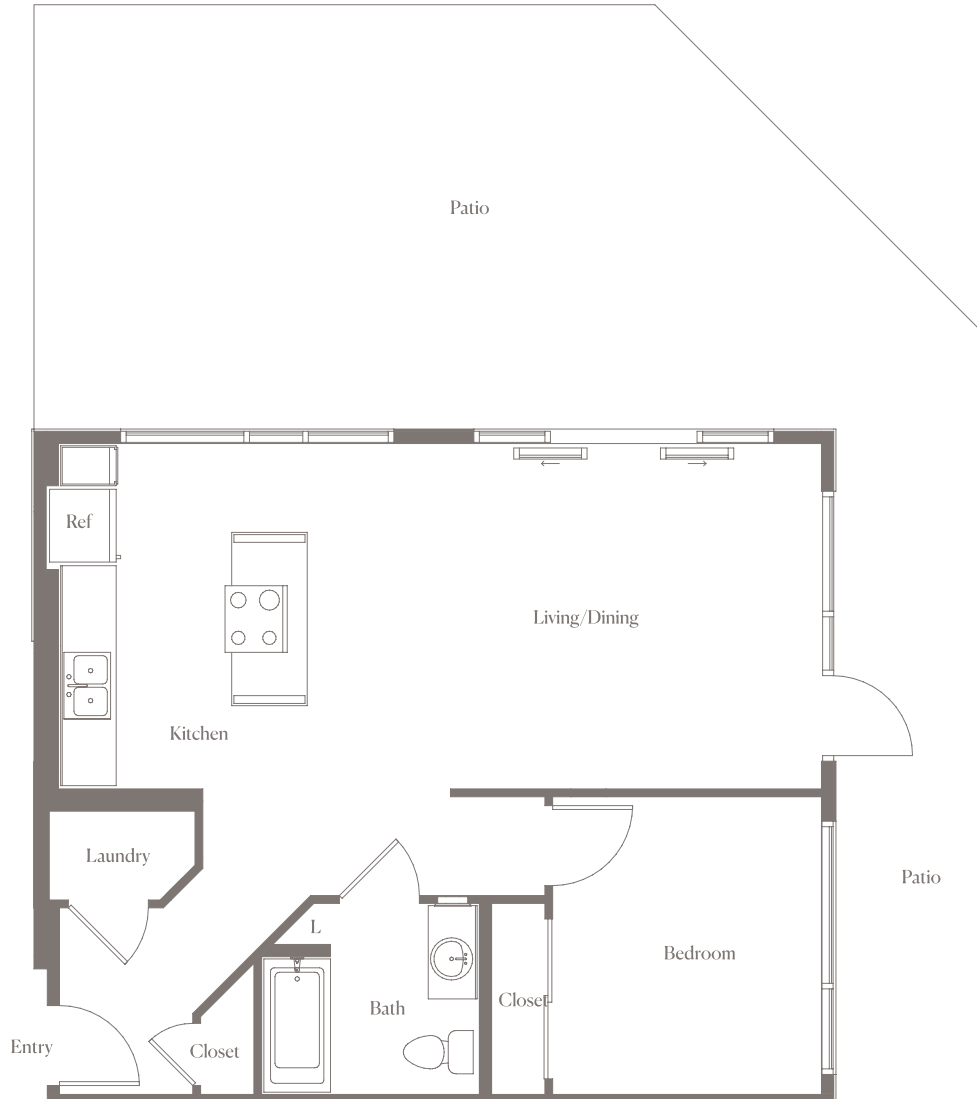 Patio
Ref
Living/Dining
Kitchen
Laundry
Patio
L
Bedroom
Closet
Bath
Entry
Closet